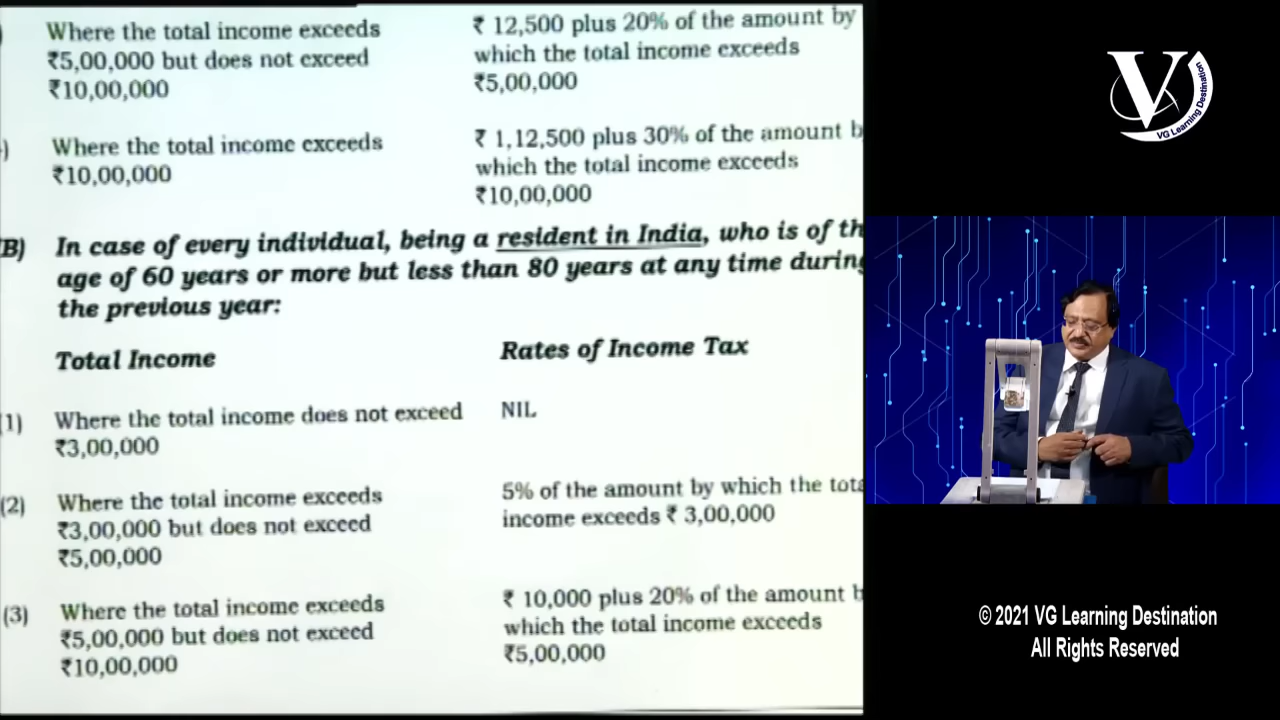 )
Where the total income exceeds
₹5,00,000 but does not exceed
₹10,00,000
₹ 12,500 plus 20% of the amount by
which the total income exceeds
₹5,00,000
)
Where the total income exceeds
₹10,00,000
₹ 1,12,500 plus 30% of the amount b
which the total income exceeds
₹10,00,000
(B) In case of every individual, being a resident in India, who is of th
age of 60 years or more but less than 80 years at any time during
the previous year:
Total Income
Rates of Income Tax
(1) Where the total income does not exceed
₹3,00,000
NIL
(2) Where the total income exceeds
₹3,00,000 but does not exceed
₹5,00,000
5% of the amount by which the tota
income exceeds ₹ 3,00,000
(3) Where the total income exceeds
₹5,00,000 but does not exceed
₹10,00,000
₹ 10,000 plus 20% of the amount b
which the total income exceeds
₹5,00,000
V
VG Learning Destination
© 2021 VG Learning Destination
All Rights Reserved